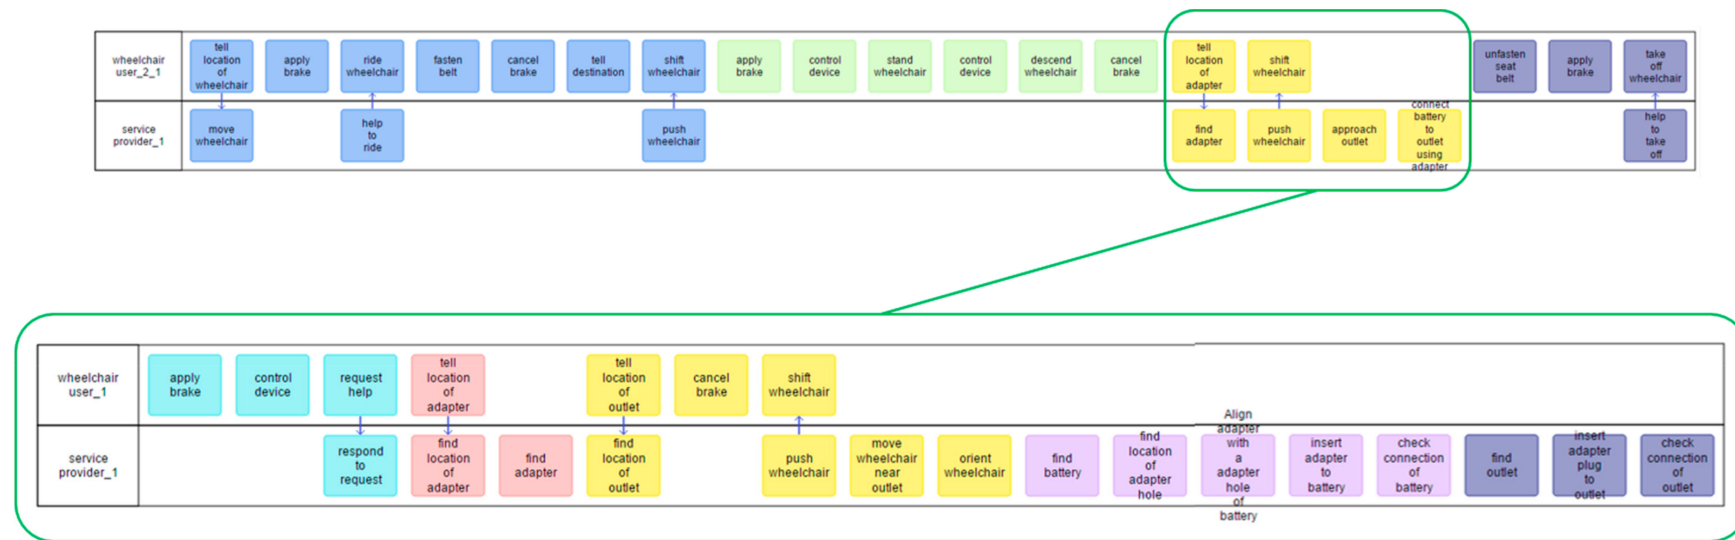 wheelchair
user_2_1
tell
location
of
wheelchair
apply
brake
ride
wheelchair
fasten
belt
cancel
brake
tell
destination
shift
wheelchair
apply
brake
control
device
stand
wheelchair
control
device
descend
wheelchair
cancel
brake
tell
location
of
adapter
shift
wheelchair
unfasten
seat
belt
apply
brake
take
off
wheelchair
service
provider_1
move
wheelchair
help
to
ride
push
wheelchair
find
adapter
push
wheelchair
approach
outlet
connect
battery
to
outlet
using
adapter
help
to
take
off
wheelchair
user_1
apply
brake
control
device
request
help
tell
location
of
adapter
tell
location
of
outlet
cancel
brake
shift
wheelchair
service
provider_1
respond
to
request
find
location
of
adapter
find
adapter
find
location
of
outlet
push
wheelchair
move
wheelchair
near
outlet
orient
wheelchair
find
battery
find
location
of
adapter
hole
Align
adapter
with
a
adapter
hole
of
battery
insert
adapter
to
battery
check
connection
of
battery
find
outlet
insert
adapter
plug
to
outlet
check
connection
of
outlet